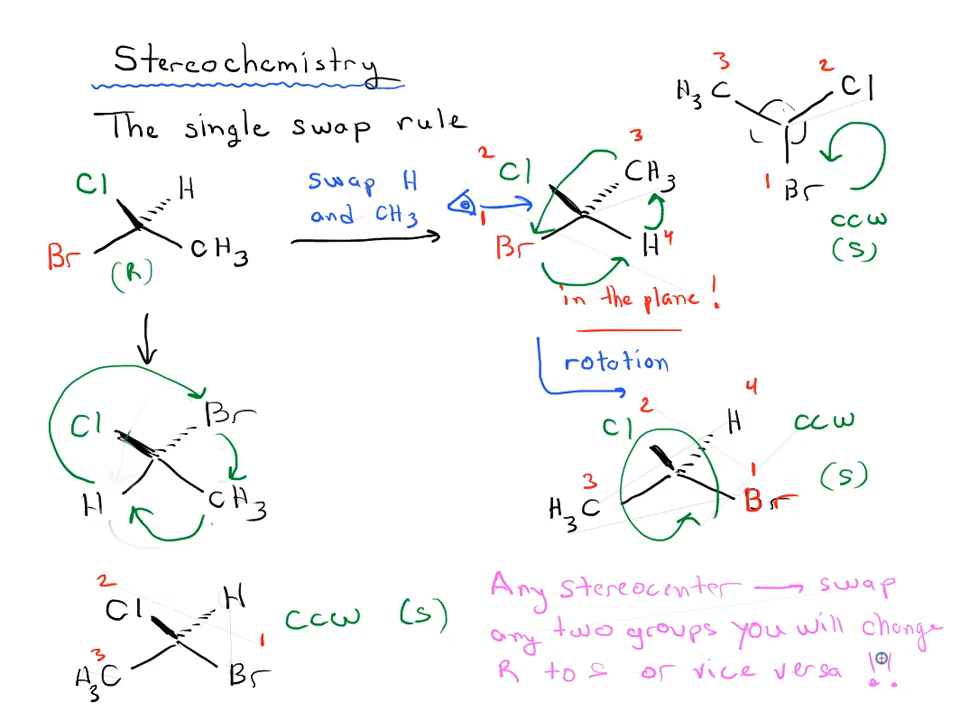 Stereochemistry
The single swap rule
Cl H
Br CH3
(R)
swap H
and CH3
2 Cl 3 CH3
1 Br H 4
in the plane !
3 H3C 2 Cl
1 Br
ccw
(S)
rotation
Cl Br
H CH3
2 Cl 4 H
3 H3C 1 Br
ccw
(S)
2 Cl H
3 H3C 1 Br
ccw (S)
Any stereocenter → swap
any two groups you will change
R to S or vice versa !!